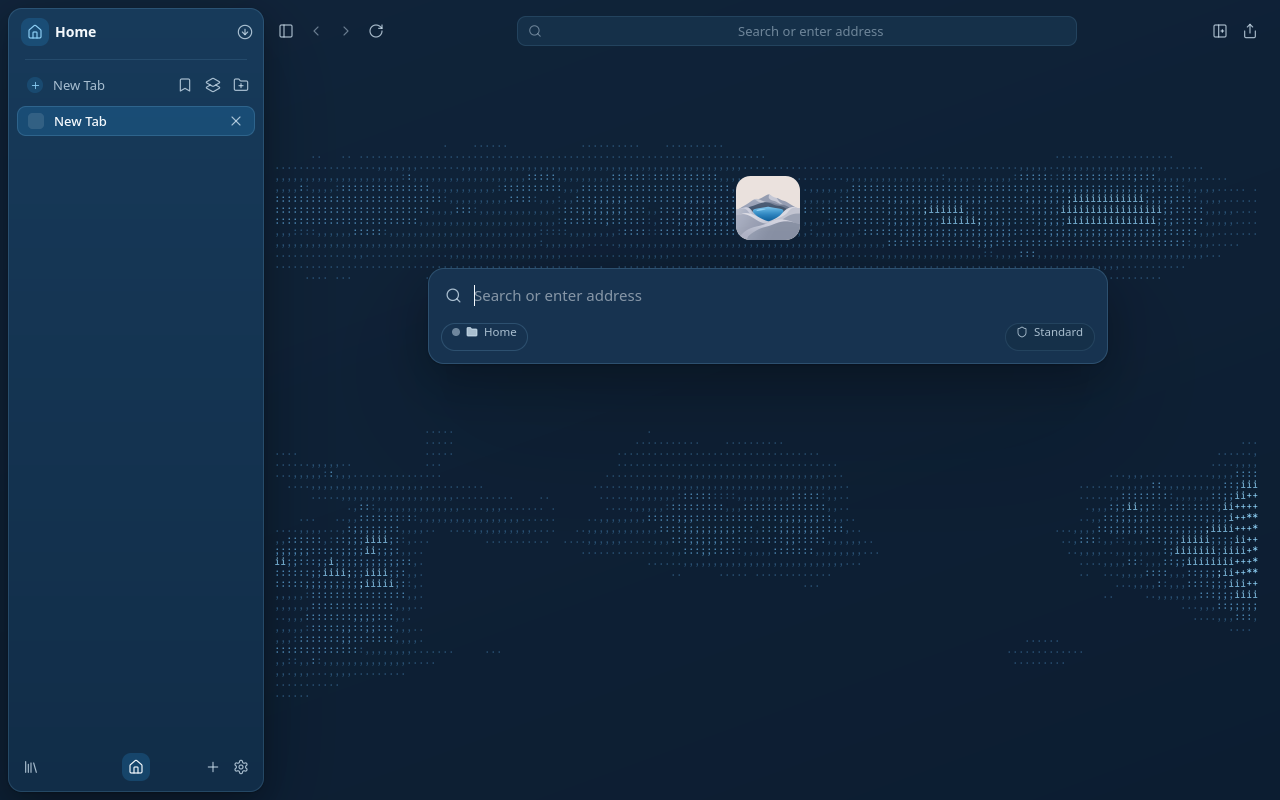 Home
Search or enter address
New Tab
New Tab
Search or enter address
Home
Standard